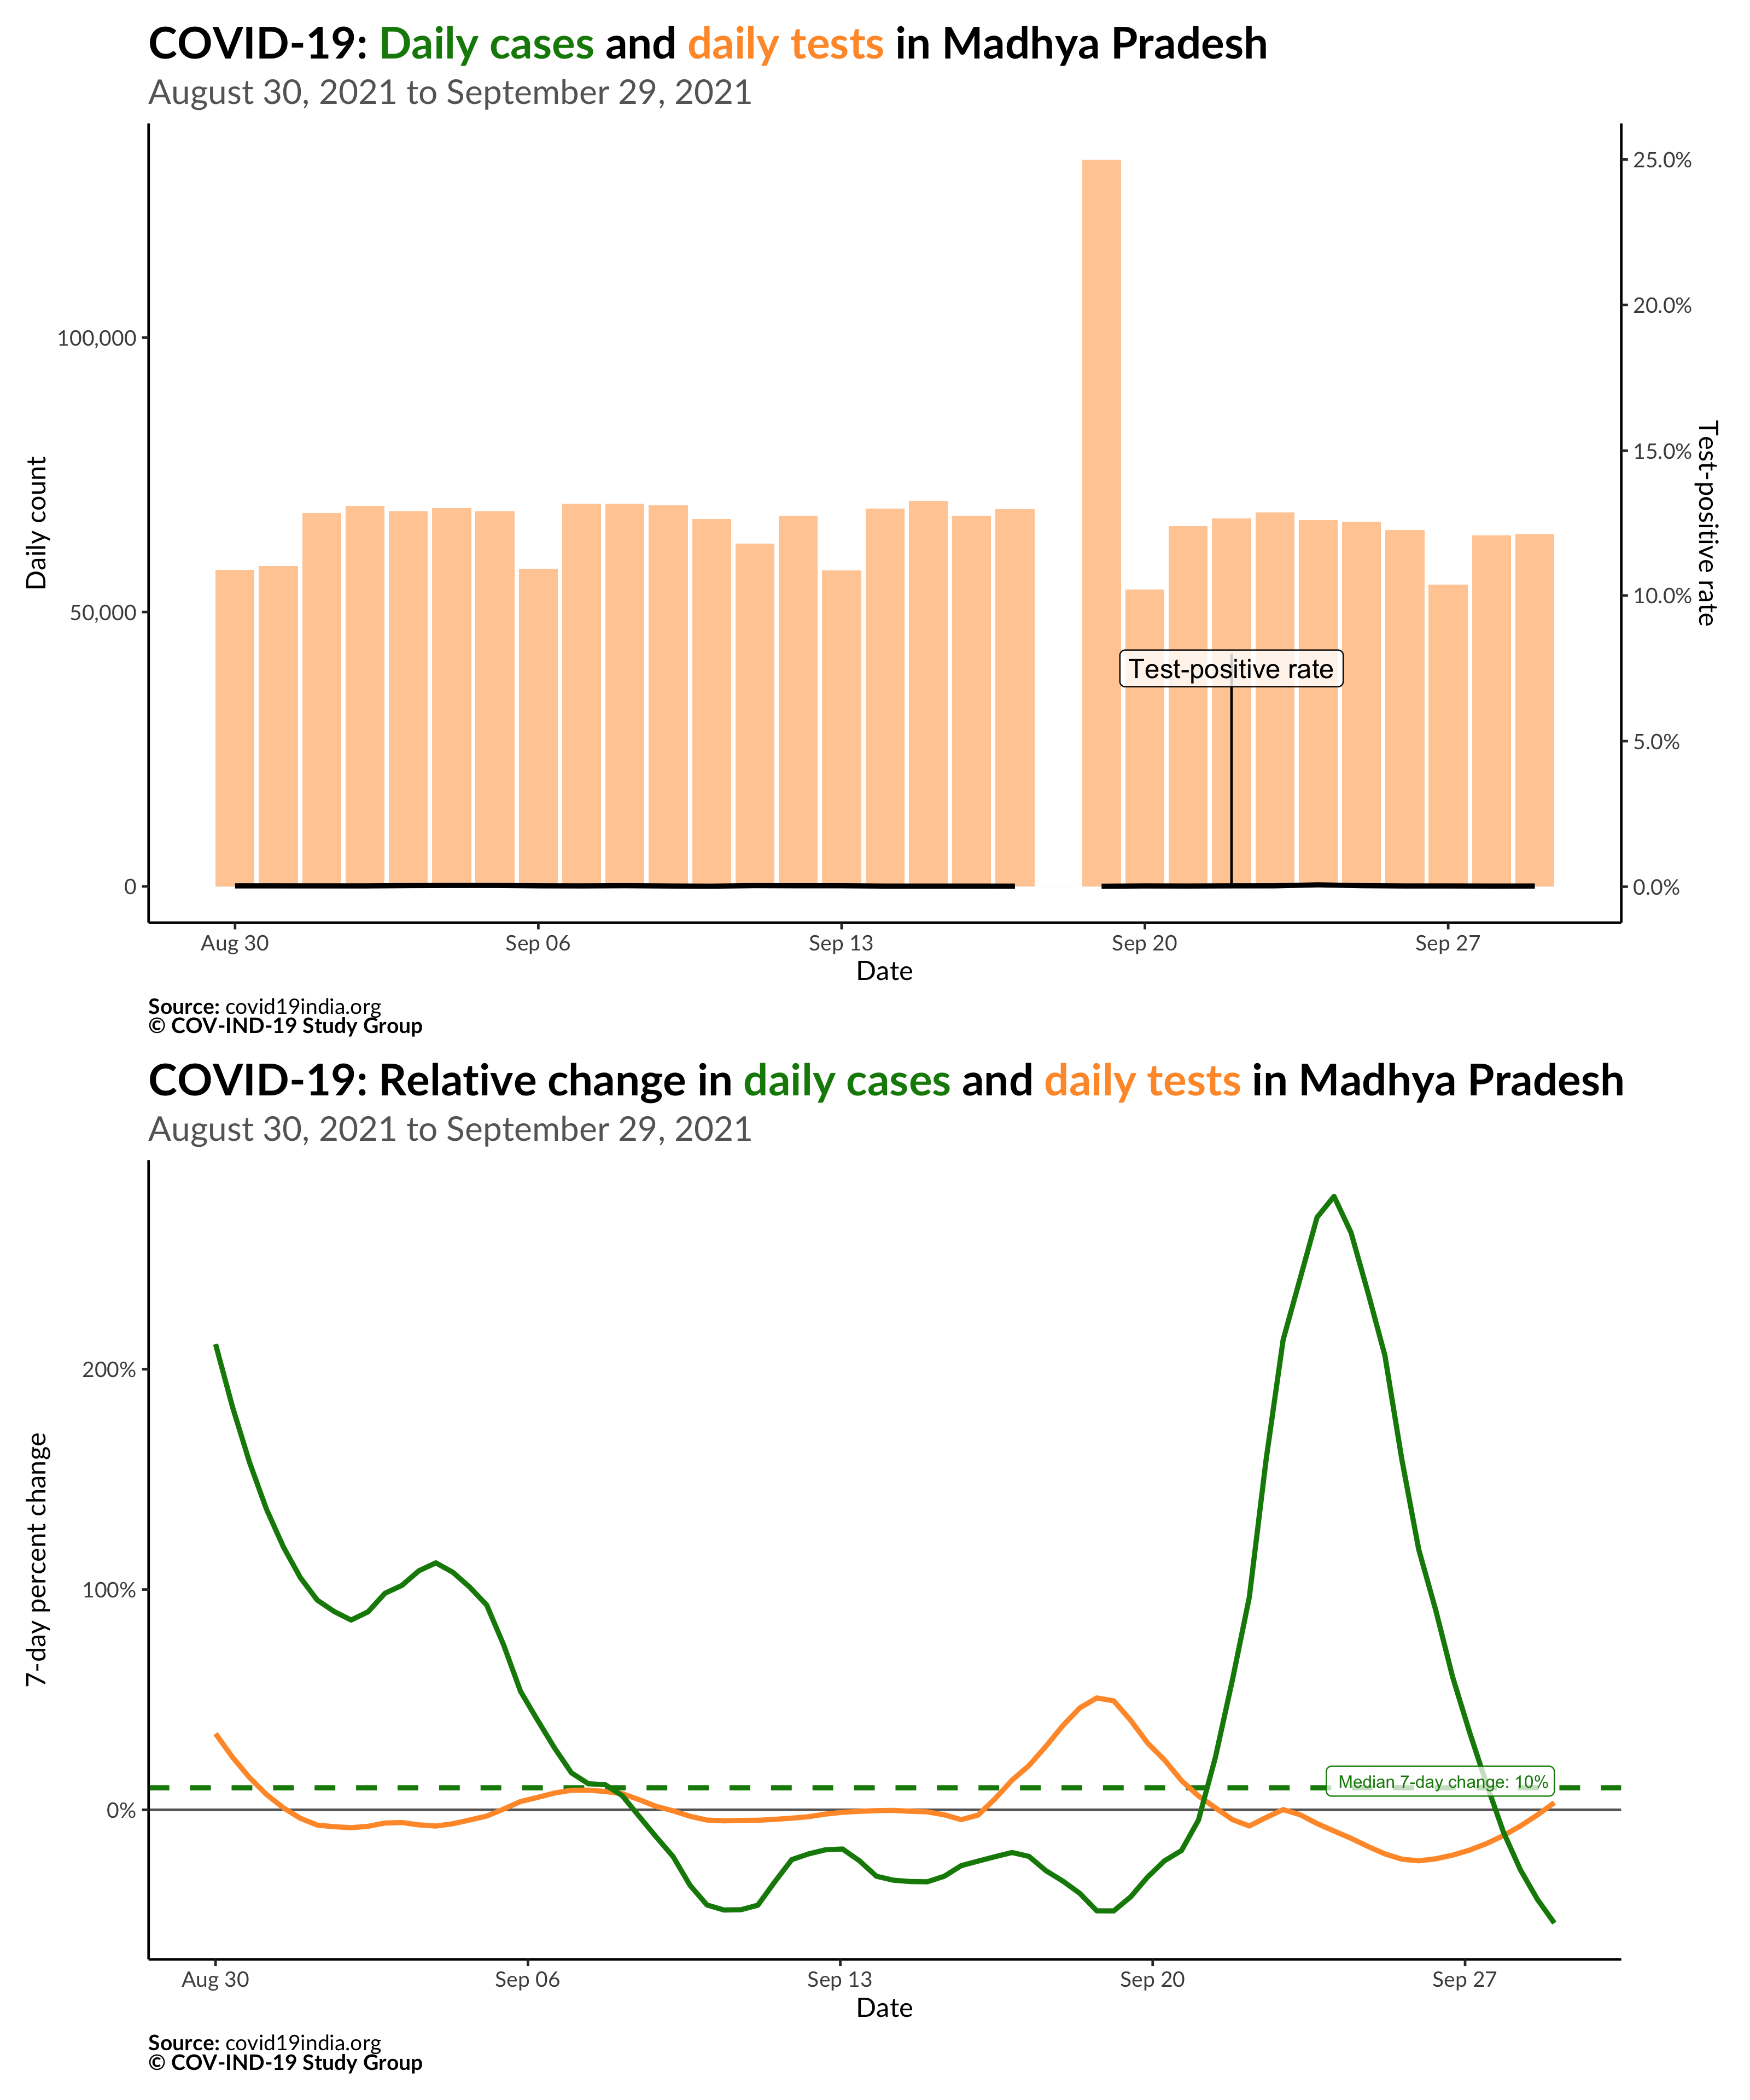 COVID-19: Daily cases and daily tests in Madhya Pradesh
August 30, 2021 to September 29, 2021
Daily count
100,000
50,000
0
25.0%
20.0%
15.0%
10.0%
5.0%
0.0%
Test-positive rate
Test-positive rate
Aug 30
Sep 06
Sep 13
Sep 20
Sep 27
Date
Source: covid19india.org
© COV-IND-19 Study Group
COVID-19: Relative change in daily cases and daily tests in Madhya Pradesh
August 30, 2021 to September 29, 2021
7-day percent change
200%
100%
0%
Median 7-day change: 10%
Aug 30
Sep 06
Sep 13
Sep 20
Sep 27
Date
Source: covid19india.org
© COV-IND-19 Study Group